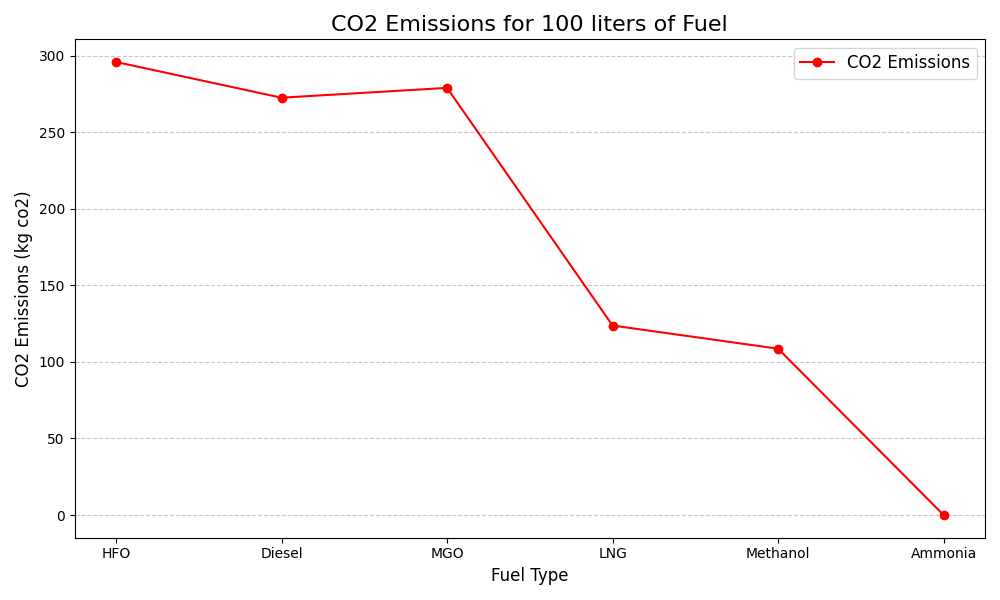 CO2 Emissions for 100 liters of Fuel
CO2 Emissions
CO2 Emissions (kg co2)
300
250
200
150
100
50
0
HFO Diesel MGO LNG Methanol Ammonia
Fuel Type